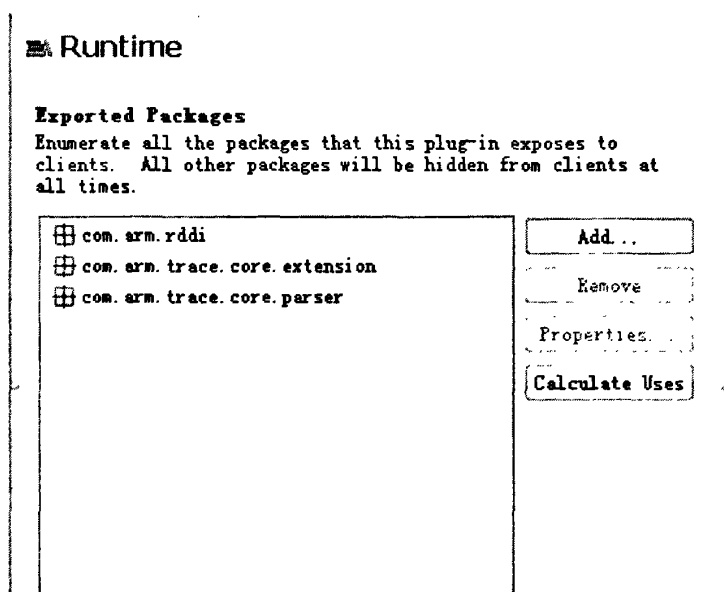 Runtime
Exported Packages
Enumerate all the packages that this plug-in exposes to
clients. All other packages will be hidden from clients at
all times.
com.arm.rddi
com.arm.trace.core.extension
com.arm.trace.core.parser
Add...
Remove
Properties...
Calculate Uses